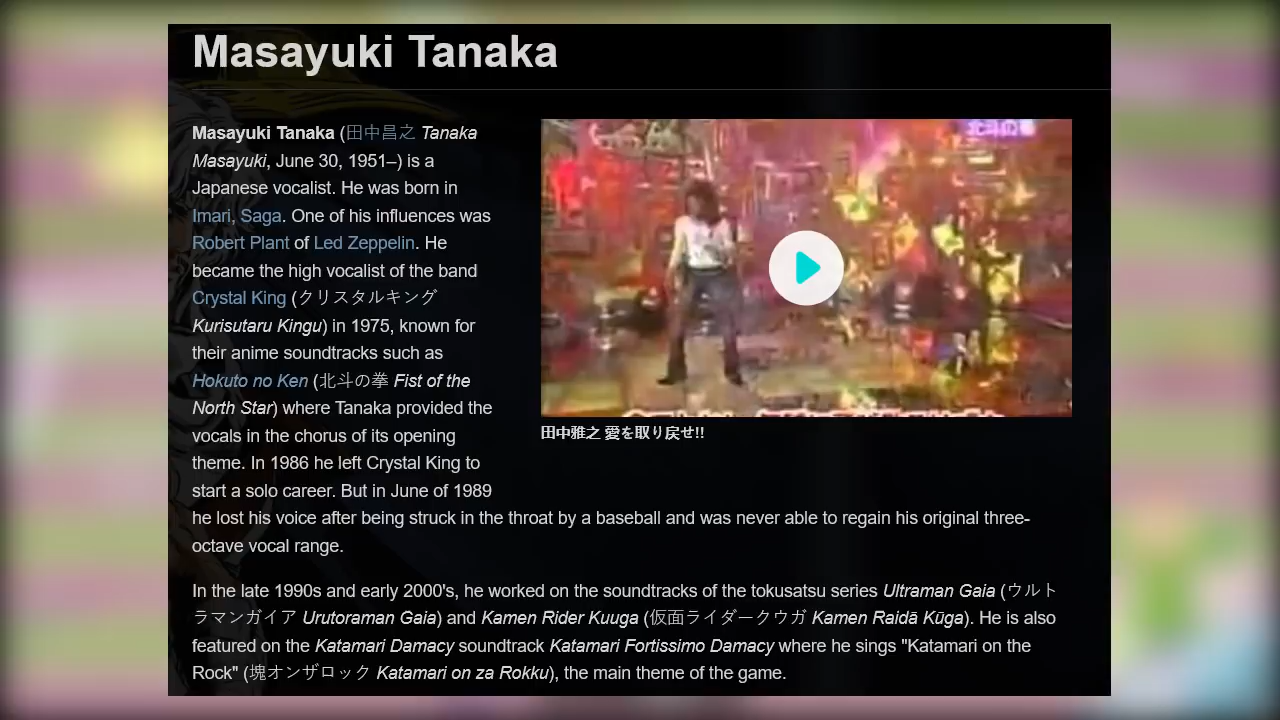 Masayuki Tanaka
Masayuki Tanaka (田中昌之 Tanaka
Masayuki, June 30, 1951–) is a
Japanese vocalist. He was born in
Imari, Saga. One of his influences was
Robert Plant of Led Zeppelin. He
became the high vocalist of the band
Crystal King (クリスタルキング
Kurisutaru Kingu) in 1975, known for
their anime soundtracks such as
Hokuto no Ken (北斗の拳 Fist of the
North Star) where Tanaka provided the
vocals in the chorus of its opening
theme. In 1986 he left Crystal King to
start a solo career. But in June of 1989
he lost his voice after being struck in the throat by a baseball and was never able to regain his original three-
octave vocal range.
北斗の拳
田中雅之 愛を取り戻せ!!
In the late 1990s and early 2000's, he worked on the soundtracks of the tokusatsu series Ultraman Gaia (ウルト
ラマンガイア Urutoraman Gaia) and Kamen Rider Kuuga (仮面ライダークウガ Kamen Raidā Kūga). He is also
featured on the Katamari Damacy soundtrack Katamari Fortissimo Damacy where he sings "Katamari on the
Rock" (塊オンザロック Katamari on za Rokku), the main theme of the game.